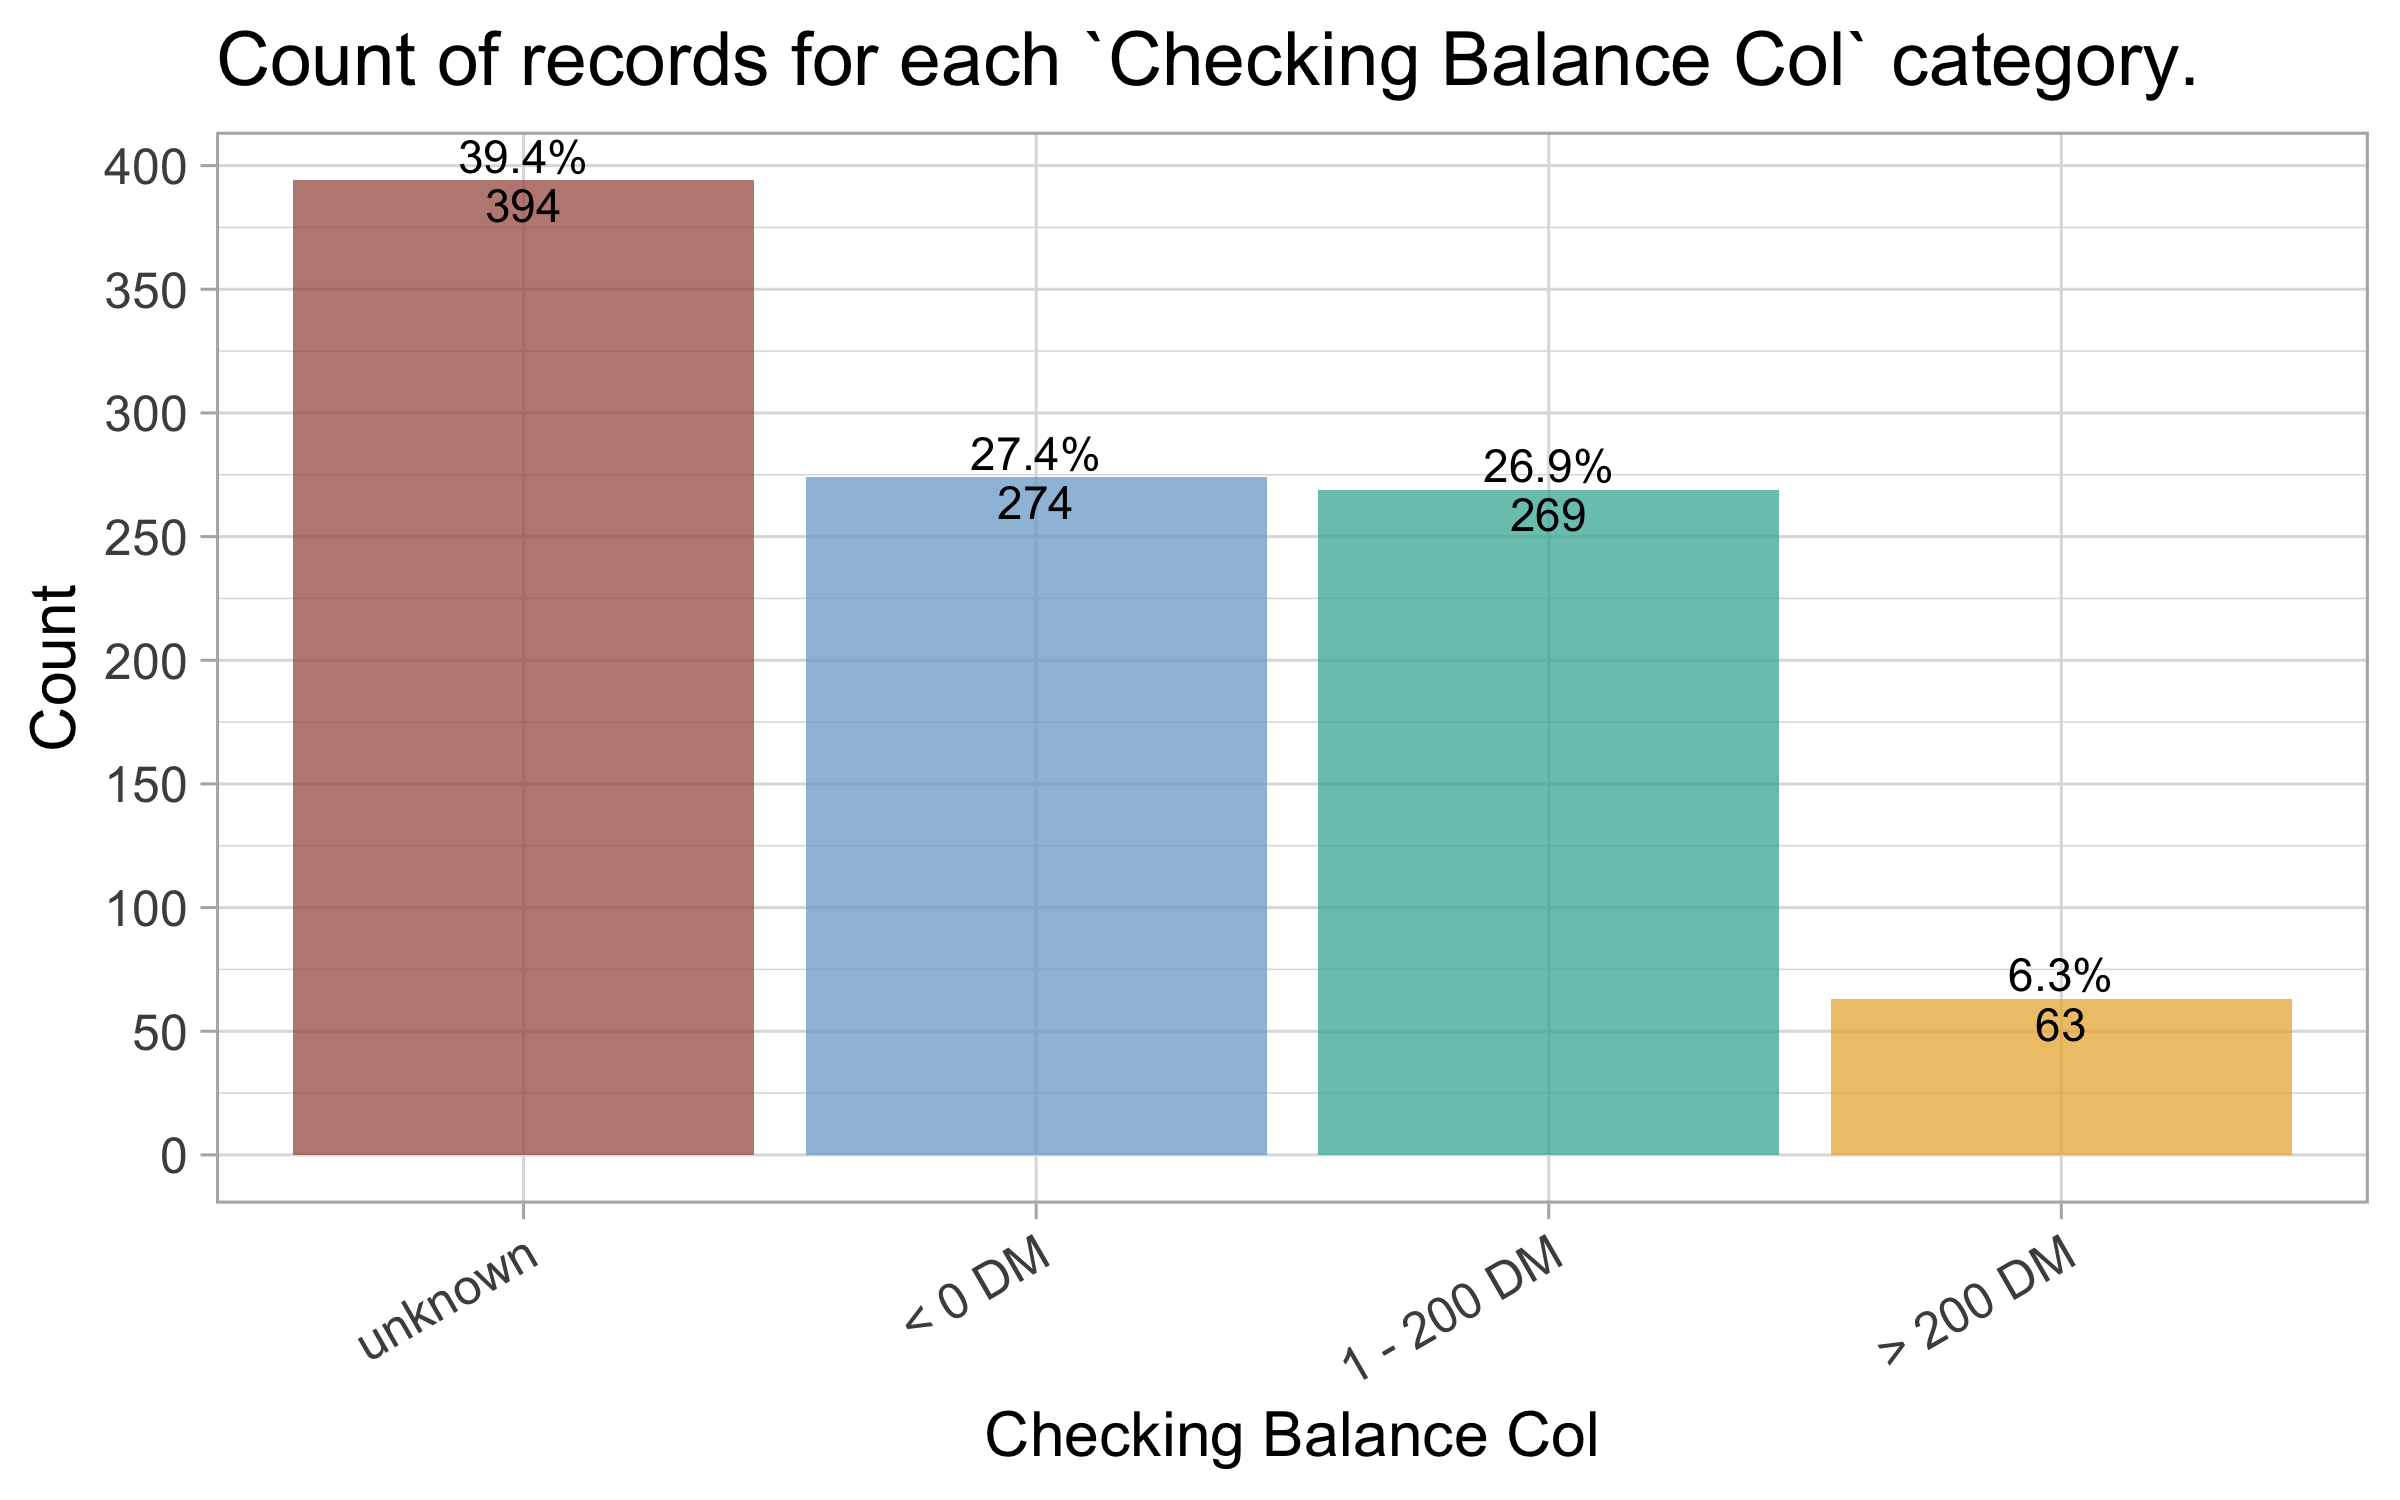 Count of records for each `Checking Balance Col` category.
Count
400
350
300
250
200
150
100
50
0
39.4%
394
27.4%
274
26.9%
269
6.3%
63
unknown
< 0 DM
1 - 200 DM
> 200 DM
Checking Balance Col